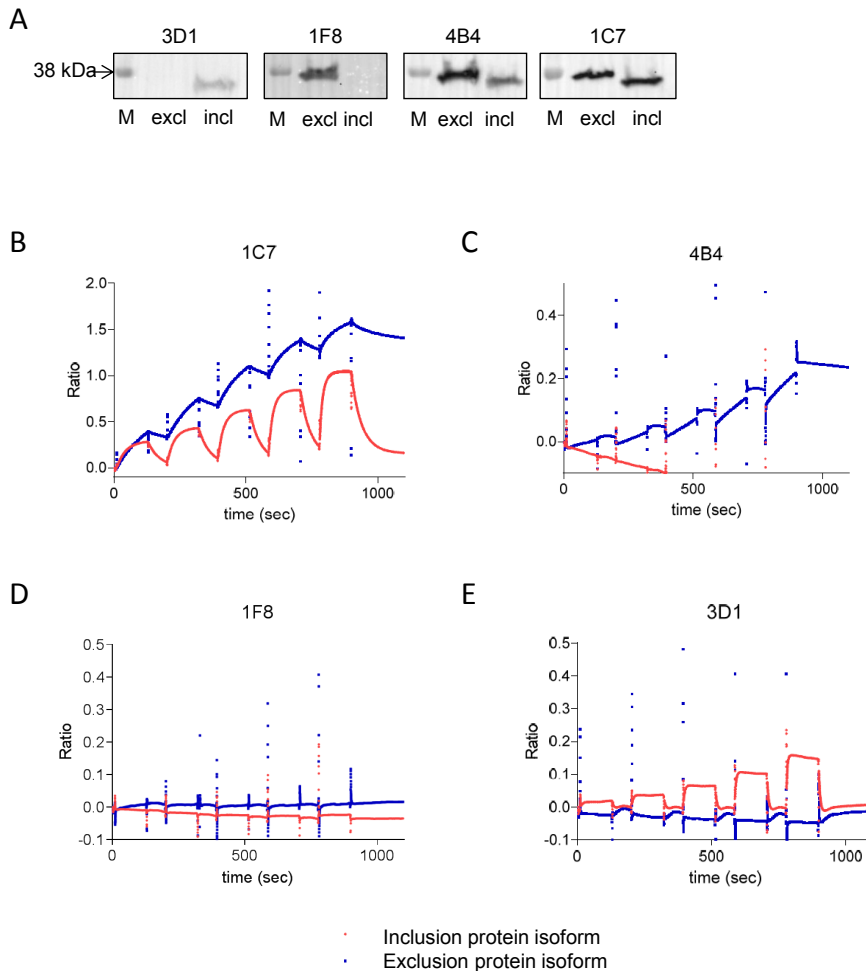 A
3D1 1F8 4B4 1C7
38 kDa
M excl incl M excl incl M excl incl M excl incl
B C
1C7 4B4
2.0
1.5
1.0
0.5
0.0
Ratio
0 500 1000
time (sec)
0.4
0.2
0.0
Ratio
0 500 1000
time (sec)
D E
1F8 3D1
0.5
0.4
0.3
0.2
0.1
0.0
-0.1
Ratio
0 500 1000
time (sec)
0.5
0.4
0.3
0.2
0.1
0.0
-0.1
Ratio
0 500 1000
time (sec)
Inclusion protein isoform
Exclusion protein isoform